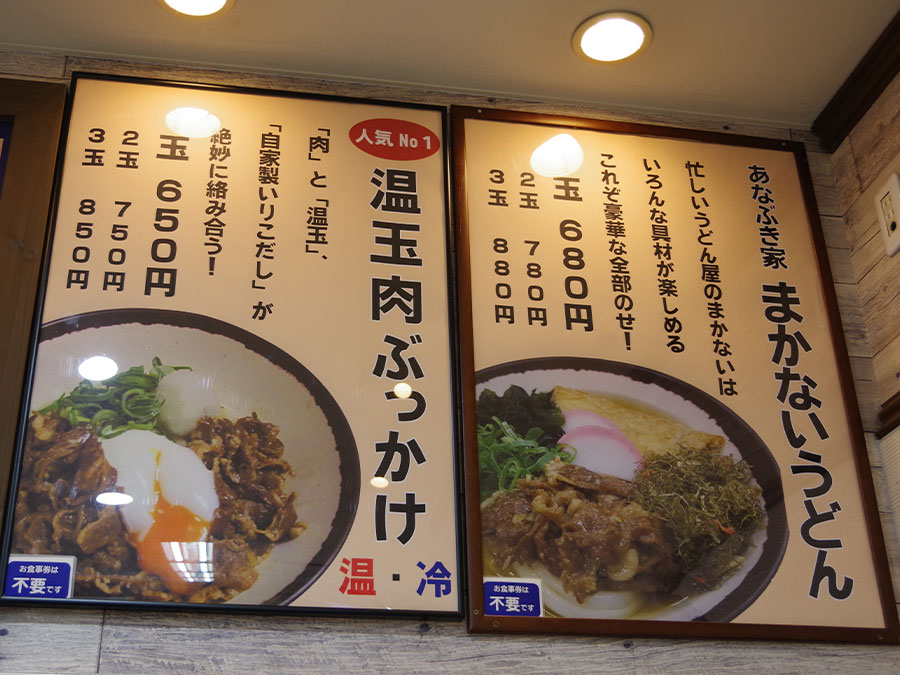 人気 No1
温玉肉ぶっかけ
「肉」と「温玉」、
「自家製いりこだし」が
絶妙に絡み合う！
玉 650円
2玉 750円
3玉 850円
温・冷
お食事券は
不要です
あなぶき家 まかないうどん
忙しいうどん屋のまかないは
いろんな具材が楽しめる
これぞ豪華な全部のせ！
玉 680円
2玉 780円
3玉 880円
お食事券は
不要です